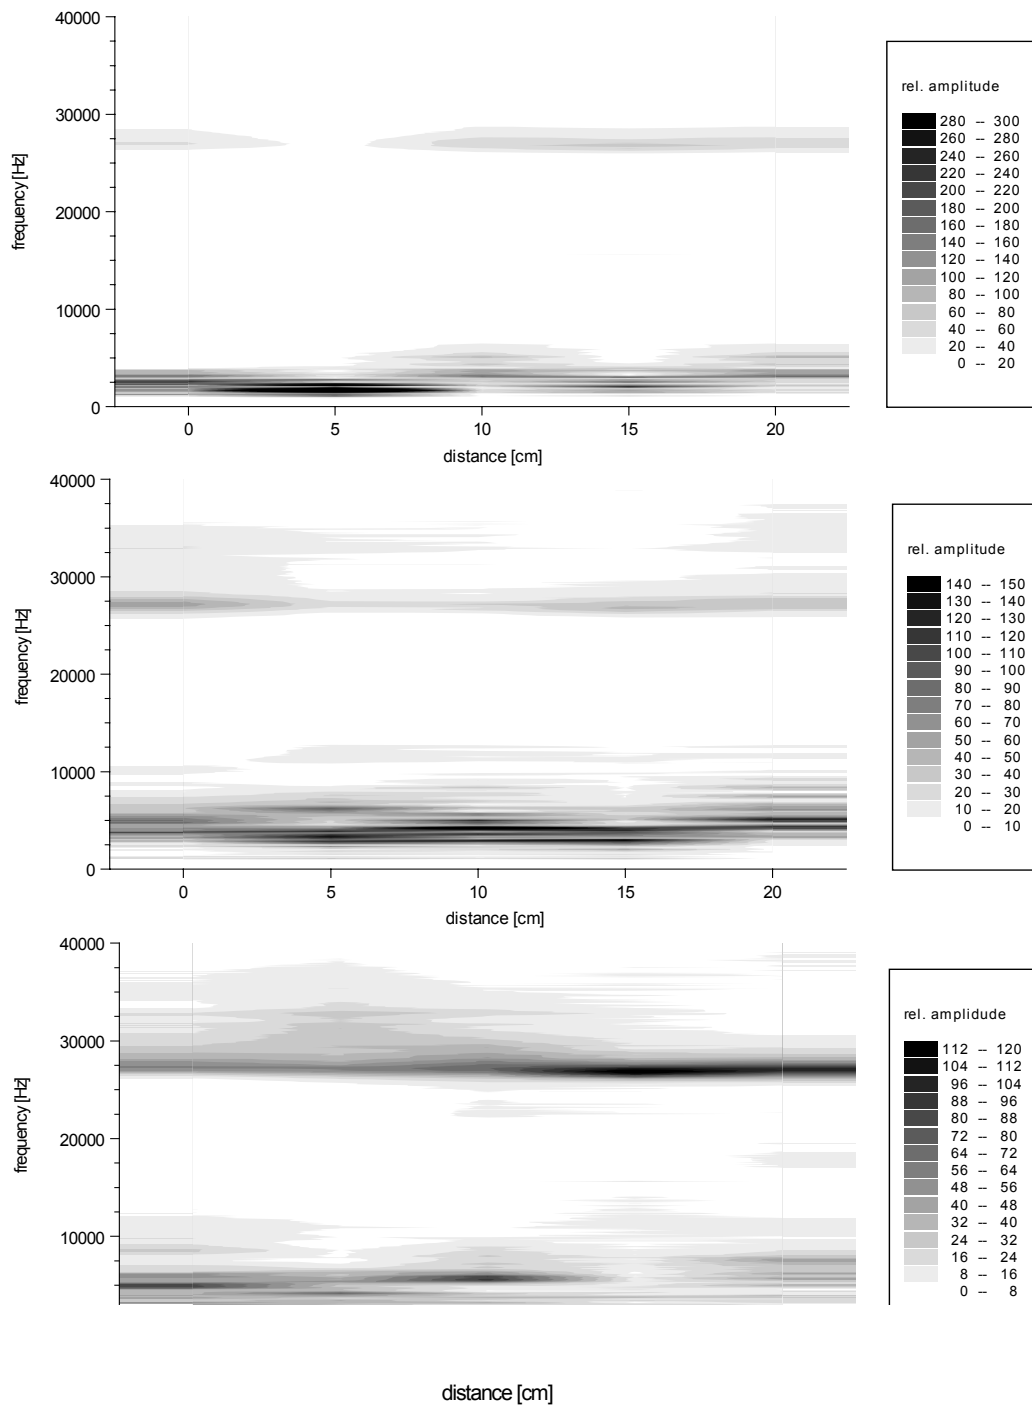 40000
30000
20000
10000
0
frequency [Hz]
0 5 10 15 20
distance [cm]
rel. amplitude
280 -- 300
260 -- 280
240 -- 260
220 -- 240
200 -- 220
180 -- 200
160 -- 180
140 -- 160
120 -- 140
100 -- 120
80 -- 100
60 -- 80
40 -- 60
20 -- 40
0 -- 20
40000
30000
20000
10000
0
frequency [Hz]
0 5 10 15 20
distance [cm]
rel. amplitude
140 -- 150
130 -- 140
120 -- 130
110 -- 120
100 -- 110
90 -- 100
80 -- 90
70 -- 80
60 -- 70
50 -- 60
40 -- 50
30 -- 40
20 -- 30
10 -- 20
0 -- 10
40000
30000
20000
10000
frequency [Hz]
rel. amplidude
112 -- 120
104 -- 112
96 -- 104
88 -- 96
80 -- 88
72 -- 80
64 -- 72
56 -- 64
48 -- 56
40 -- 48
32 -- 40
24 -- 32
16 -- 24
8 -- 16
0 -- 8
distance [cm]